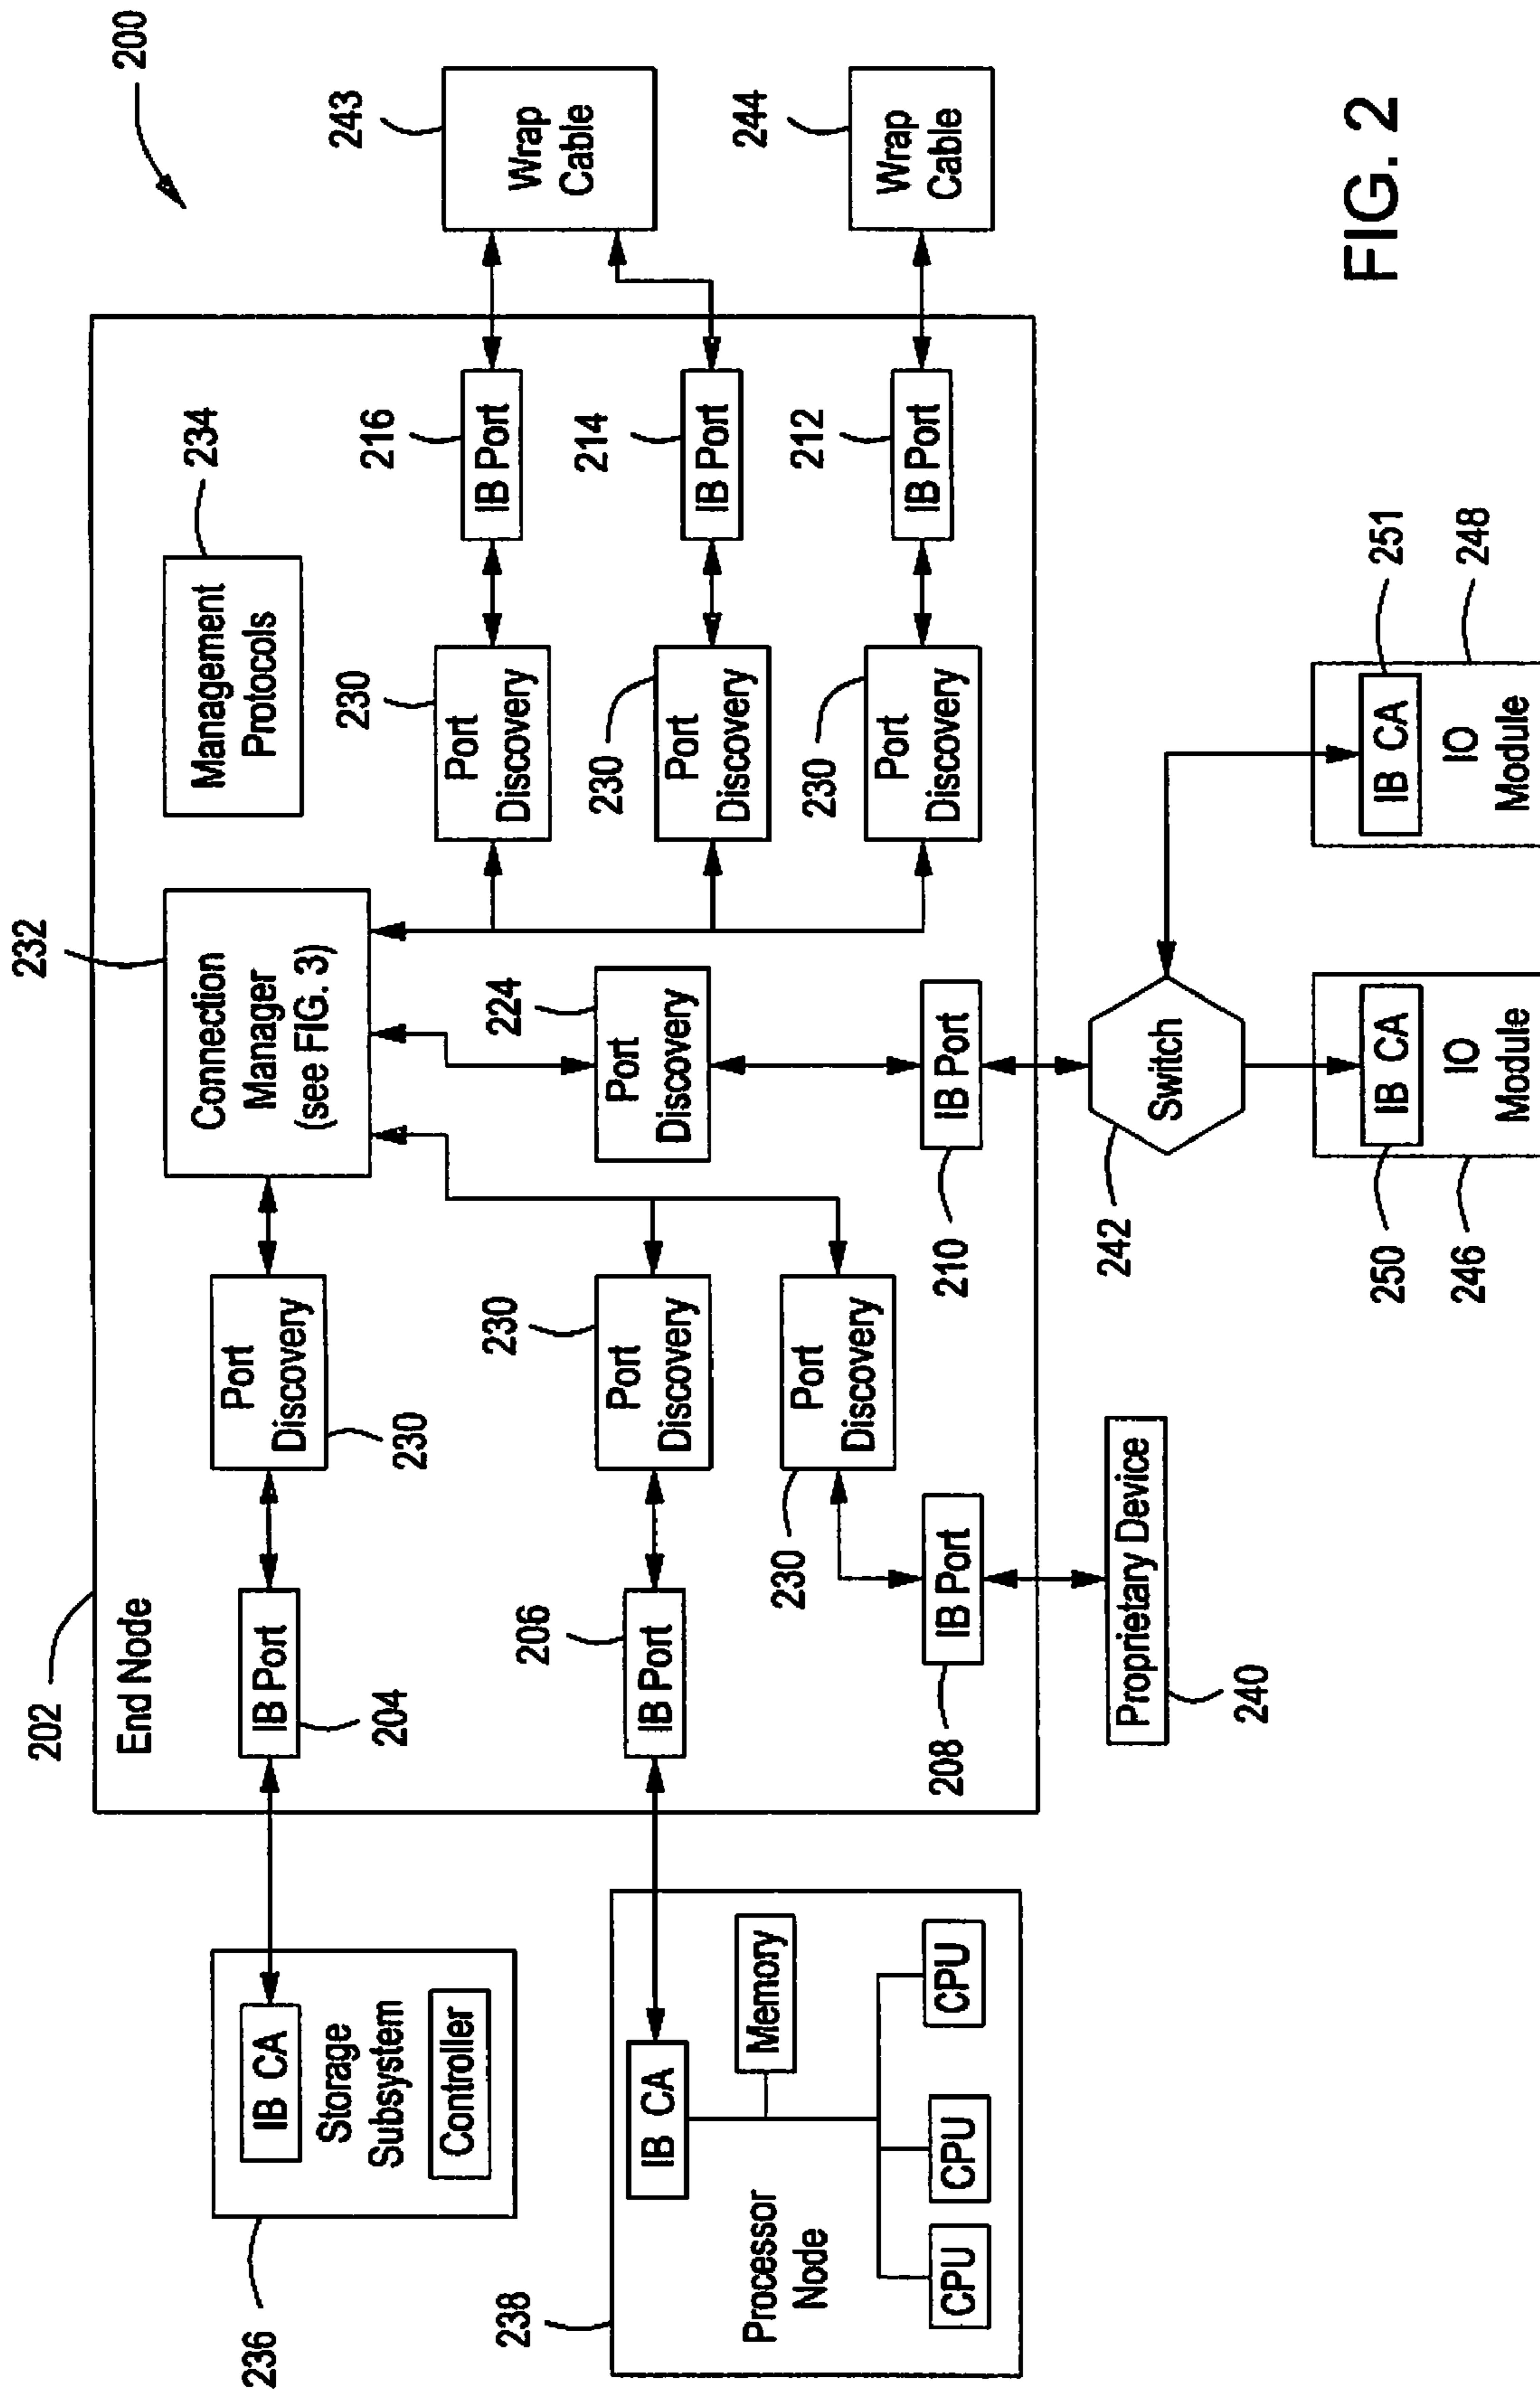 200
202
End Node
232
Connection
Manager
(see FIG. 3)
234
Management
Protocols
236
IB CA
Storage
Subsystem
Controller
IB Port
204
Port
Discovery
230
216
IB Port
230
Port
Discovery
243
Wrap
Cable
238
Processor
Node
IB CA
Memory
CPU
CPU
CPU
206
IB Port
230
Port
Discovery
224
Port
Discovery
230
Port
Discovery
214
IB Port
230
Port
Discovery
208
IB Port
210
IB Port
230
Port
Discovery
212
IB Port
244
Wrap
Cable
Proprietary Device
240
242
Switch
250
IB CA
IO
Module
246
251
IB CA
IO
Module
248
FIG. 2